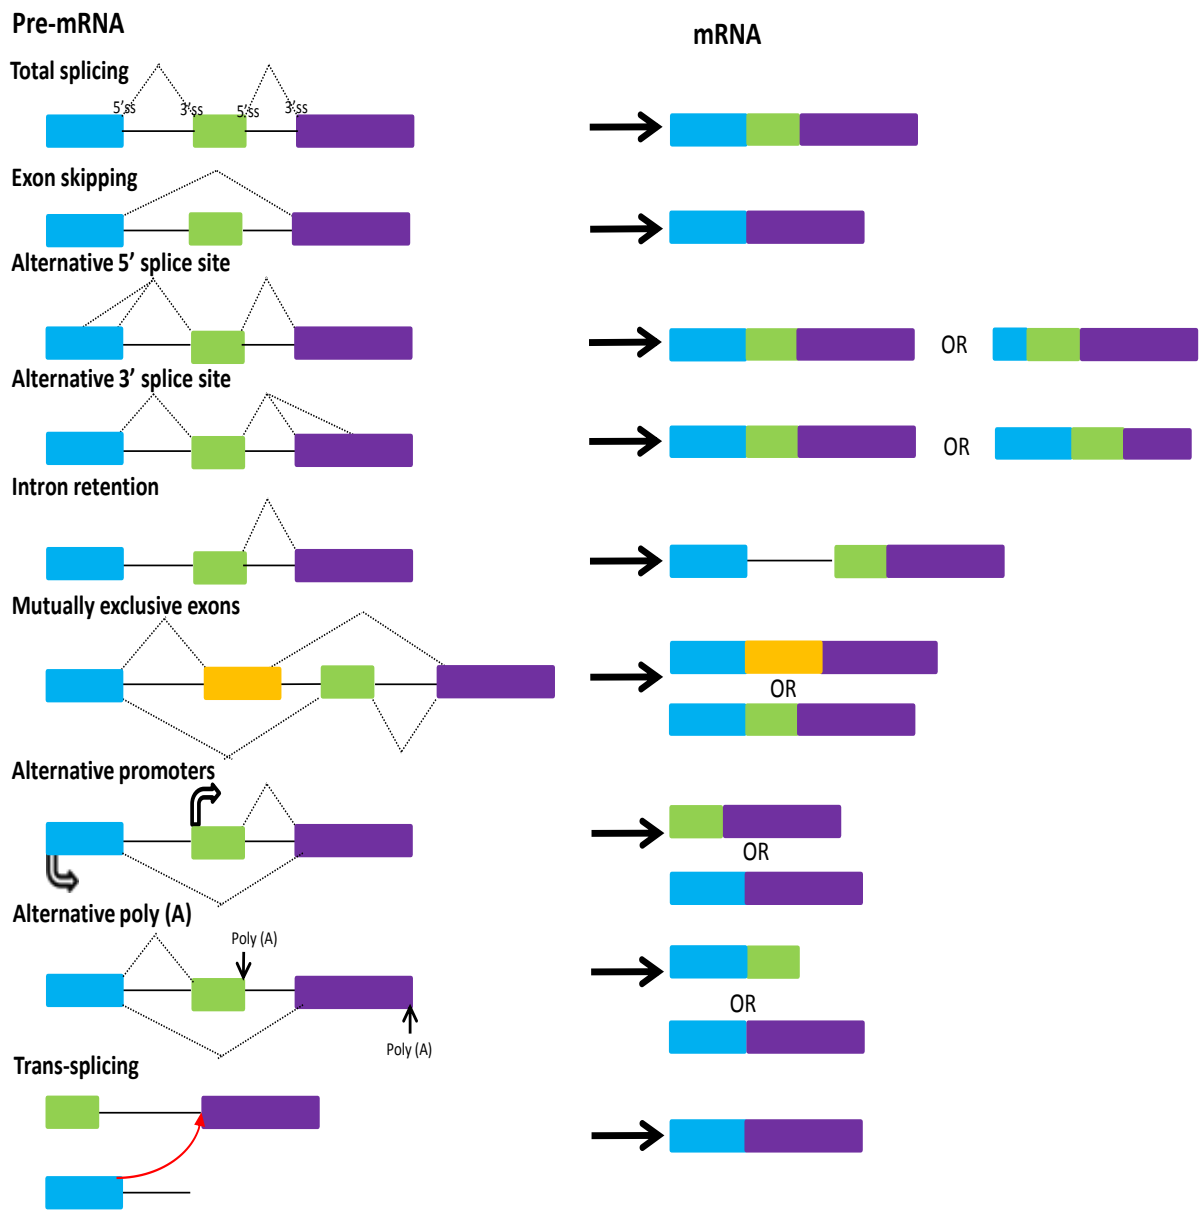 Pre-mRNA
mRNA
Total splicing
5’ss 3’ss 5’ss 3’ss
Exon skipping
Alternative 5’ splice site
OR
Alternative 3’ splice site
OR
Intron retention
Mutually exclusive exons
OR
Alternative promoters
OR
Alternative poly (A)
Poly (A)
OR
Poly (A)
Trans-splicing